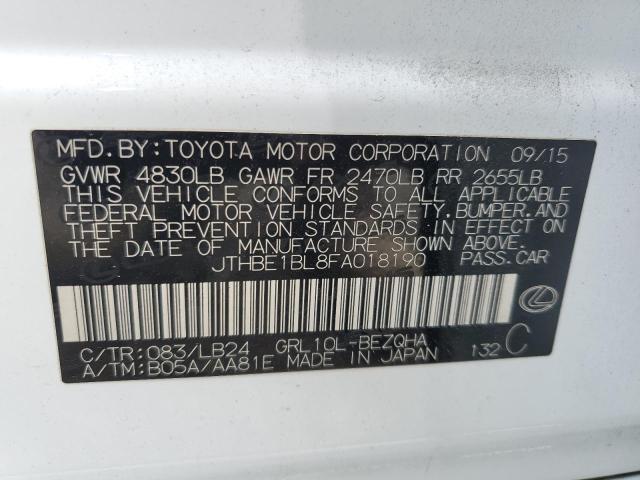 MFD.BY:TOYOTA MOTOR CORPORATION 09/15
GVWR 4830LB GAWR FR 2470LB RR 2655LB
THIS VEHICLE CONFORMS TO ALL APPLICABLE
FEDERAL MOTOR VEHICLE SAFETY,BUMPER,AND
THEFT PREVENTION STANDARDS IN EFFECT ON
THE DATE OF MANUFACTURE SHOWN ABOVE.
JTHBE1BL8FA018190 PASS.CAR
C/TR:083/LB24 GRL10L-BEZQHA
A/TM:B05A/AA81E MADE IN JAPAN 132 C